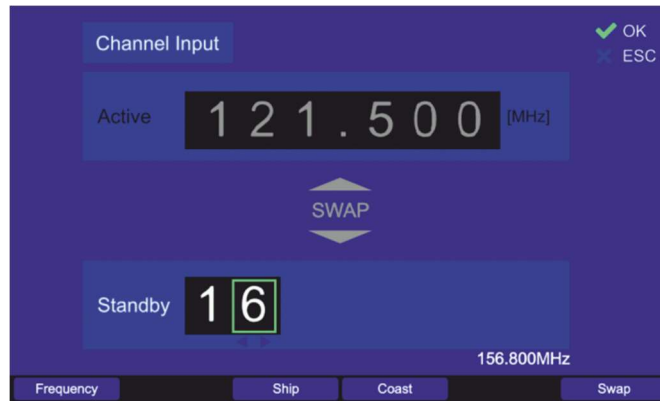 Channel Input
OK
ESC
Active 121.500 [MHz]
SWAP
Standby 16
156.800MHz
Frequency Ship Coast Swap